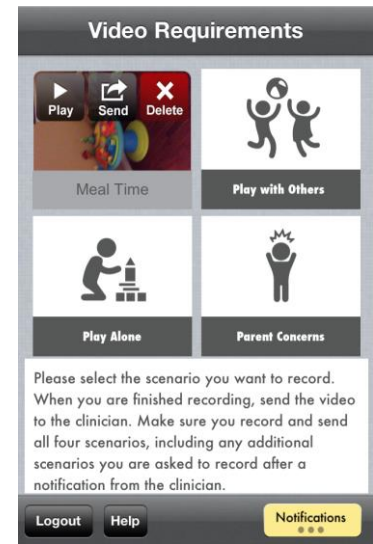 Video Requirements
Play Send Delete
Meal Time
Play with Others
Play Alone
Parent Concerns
Please select the scenario you want to record.
When you are finished recording, send the video
to the clinician. Make sure you record and send
all four scenarios, including any additional
scenarios you are asked to record after a
notification from the clinician.
Logout Help Notifications